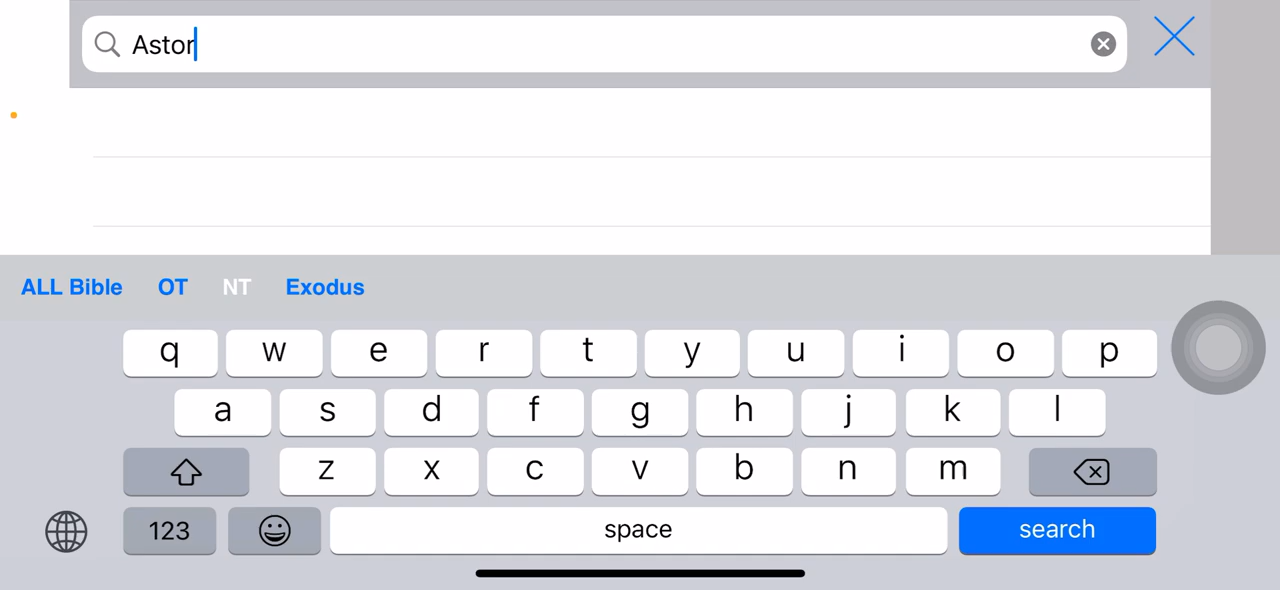 Astor
ALL Bible OT NT Exodus
q w e r t y u i o p
a s d f g h j k l
z x c v b n m
123 space search